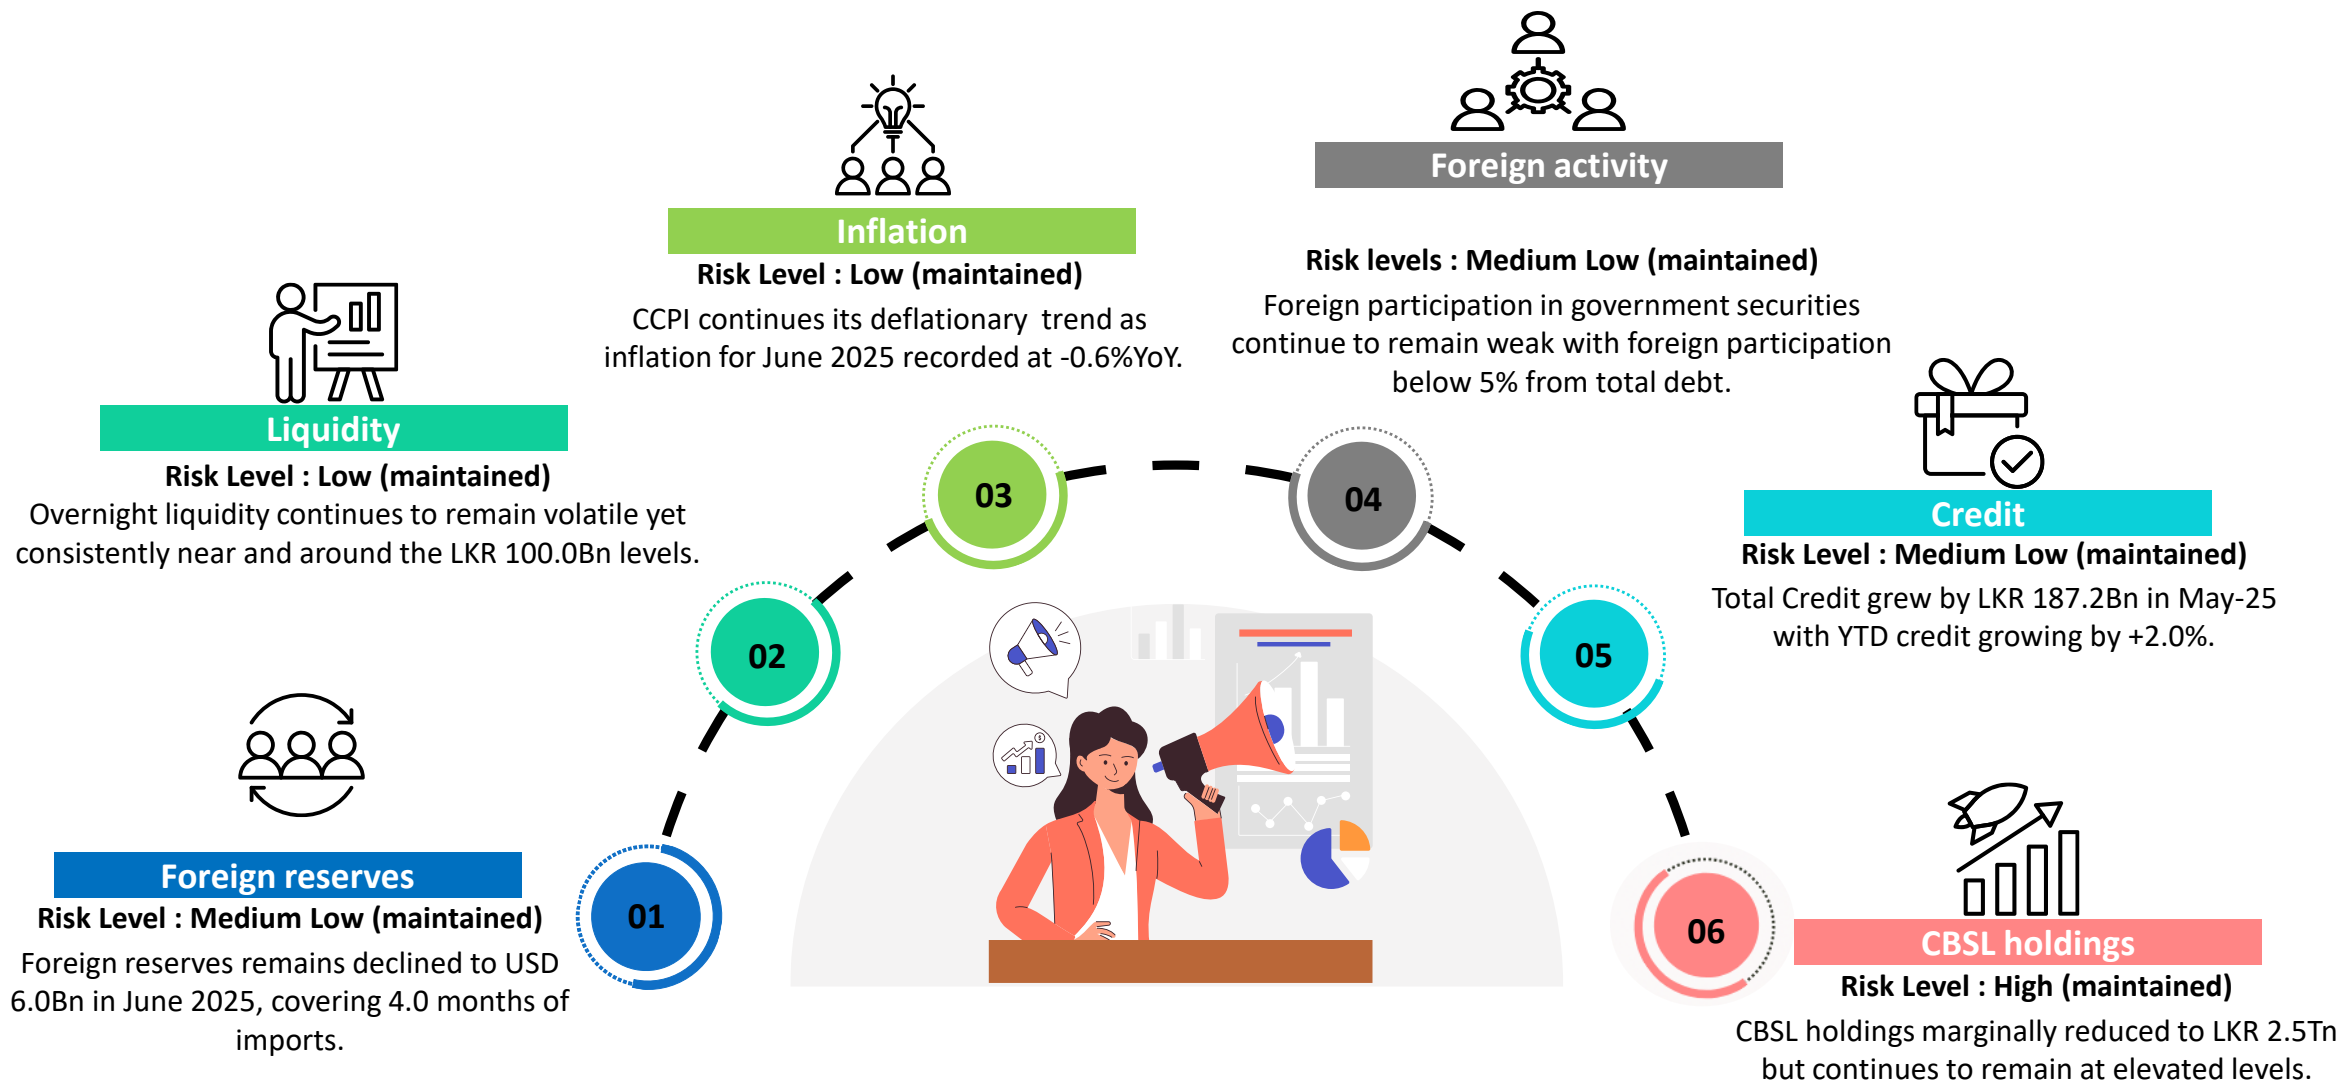 Foreign activity
Risk levels : Medium Low (maintained)
Foreign participation in government securities
continue to remain weak with foreign participation
below 5% from total debt.
Inflation
Risk Level : Low (maintained)
CCPI continues its deflationary trend as
inflation for June 2025 recorded at -0.6%YoY.
Liquidity
Risk Level : Low (maintained)
Overnight liquidity continues to remain volatile yet
consistently near and around the LKR 100.0Bn levels.
Credit
Risk Level : Medium Low (maintained)
Total Credit grew by LKR 187.2Bn in May-25
with YTD credit growing by +2.0%.
03
04
02
05
$
Foreign reserves
Risk Level : Medium Low (maintained)
Foreign reserves remains declined to USD
6.0Bn in June 2025, covering 4.0 months of
imports.
01
06
CBSL holdings
Risk Level : High (maintained)
CBSL holdings marginally reduced to LKR 2.5Tn
but continues to remain at elevated levels.